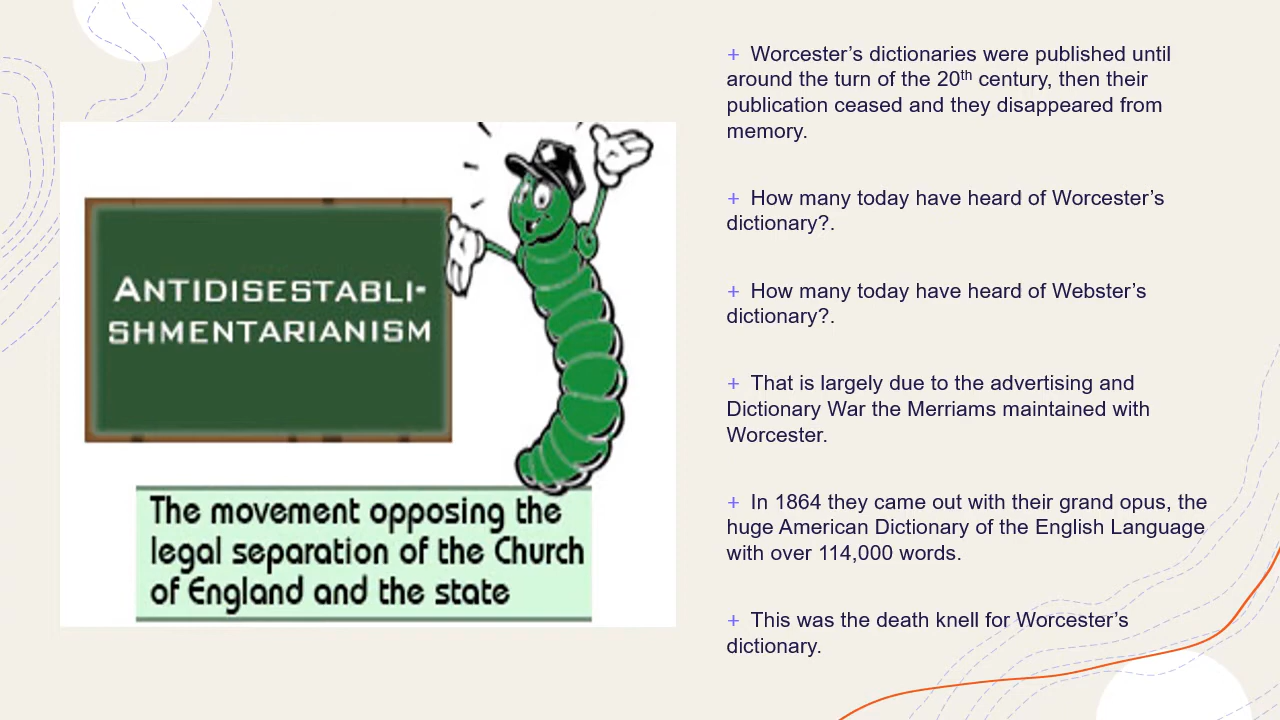 ANTIDISESTABLI-
SHMENTARIANISM
The movement opposing the
legal separation of the Church
of England and the state
+ Worcester’s dictionaries were published until
around the turn of the 20th century, then their
publication ceased and they disappeared from
memory.
+ How many today have heard of Worcester’s
dictionary?.
+ How many today have heard of Webster’s
dictionary?.
+ That is largely due to the advertising and
Dictionary War the Merriams maintained with
Worcester.
+ In 1864 they came out with their grand opus, the
huge American Dictionary of the English Language
with over 114,000 words.
+ This was the death knell for Worcester’s
dictionary.